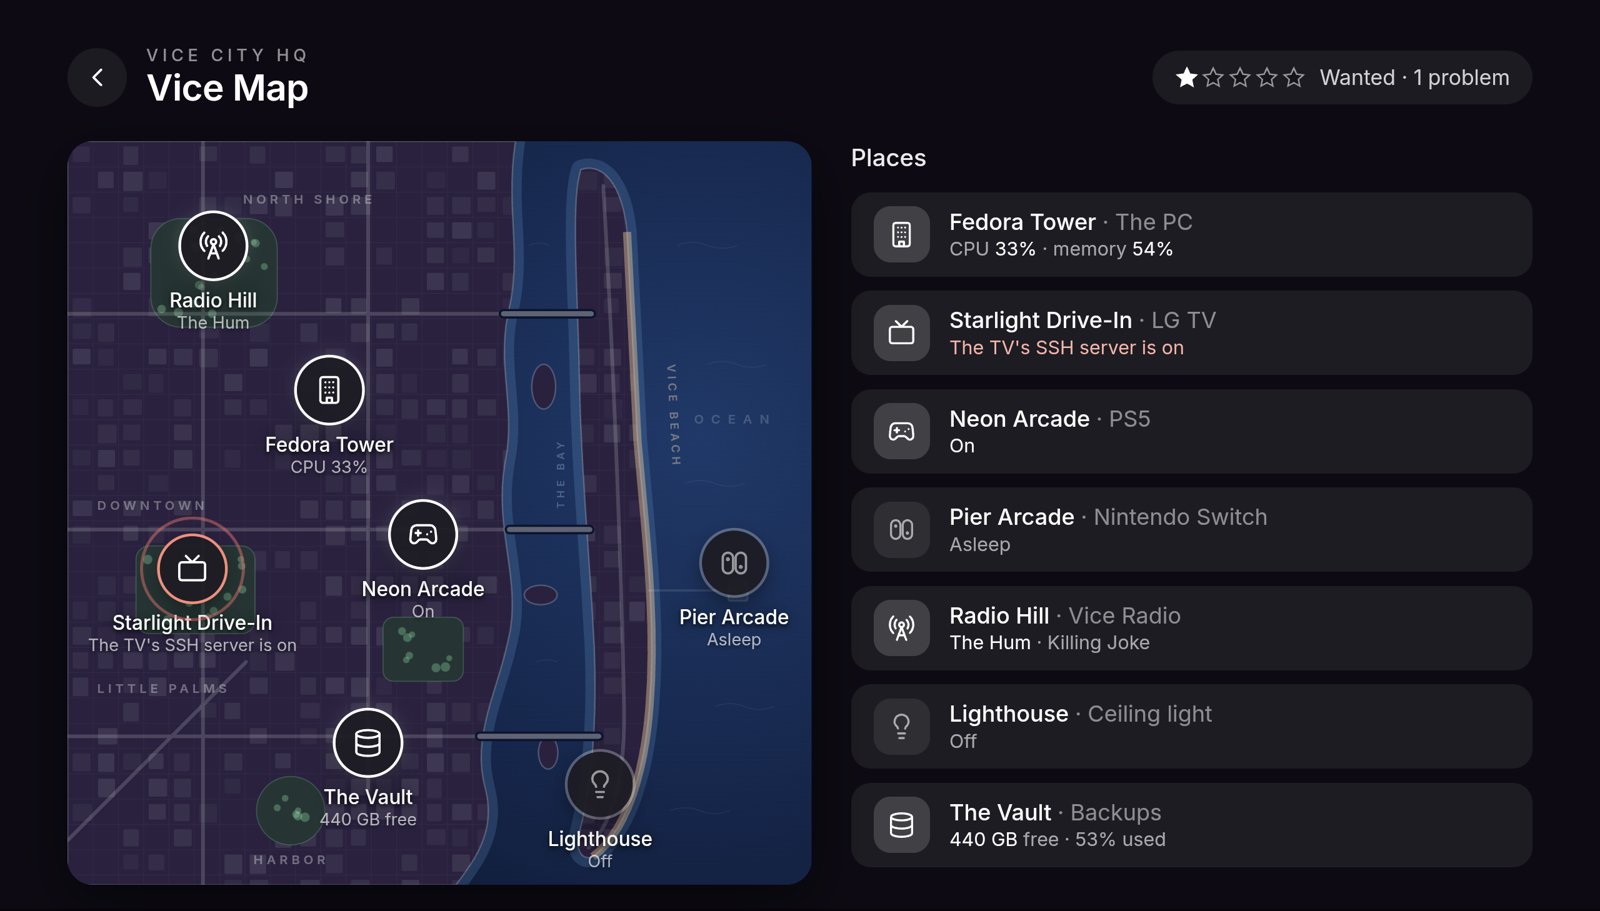 VICE CITY HQ
Vice Map
Wanted · 1 problem
NORTH SHORE
Radio Hill
The Hum
Fedora Tower
CPU 33%
VICE BEACH
OCEAN
THE BAY
DOWNTOWN
Neon Arcade
On
Starlight Drive-In
The TV's SSH server is on
Pier Arcade
Asleep
LITTLE PALMS
The Vault
440 GB free
Lighthouse
Off
HARBOR
Places
Fedora Tower · The PC
CPU 33% · memory 54%
Starlight Drive-In · LG TV
The TV's SSH server is on
Neon Arcade · PS5
On
Pier Arcade · Nintendo Switch
Asleep
Radio Hill · Vice Radio
The Hum · Killing Joke
Lighthouse · Ceiling light
Off
The Vault · Backups
440 GB free · 53% used